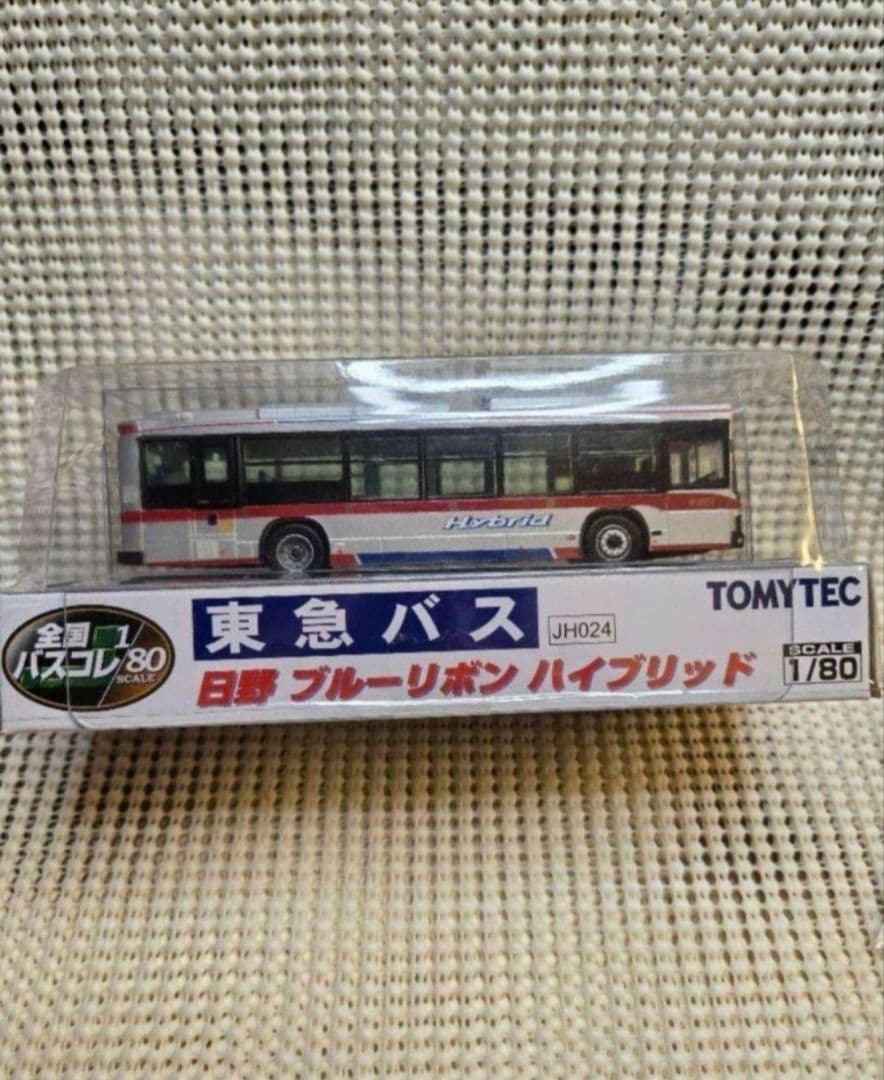 Hybrid
TOMYTEC
全国バスコレ1/80
SCALE
東急バス
JH024
日野 ブルーリボン ハイブリッド
SCALE
1/80